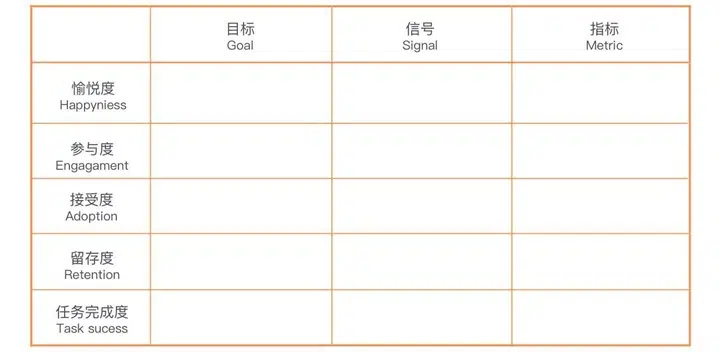 目标
Goal
信号
Signal
指标
Metric
愉悦度
Happyniess
参与度
Engagament
接受度
Adoption
留存度
Retention
任务完成度
Task sucess